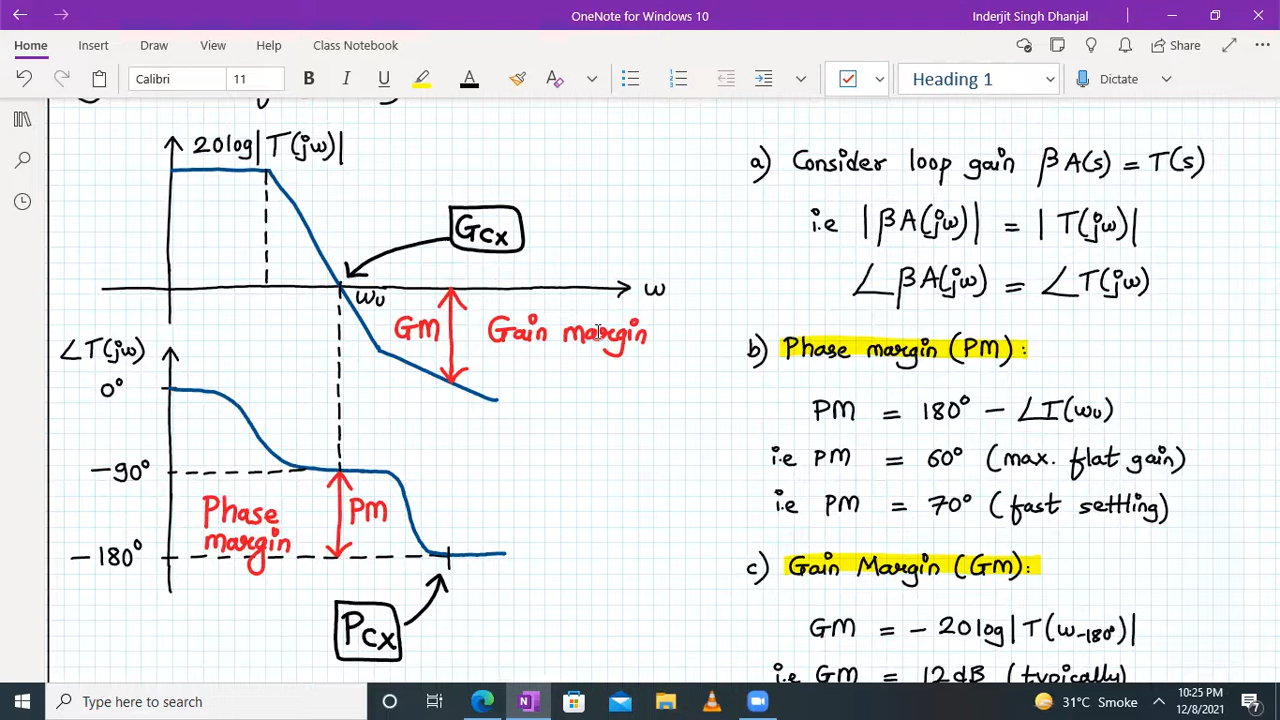 OneNote for Windows 10
Inderjit Singh Dhanjal
Home Insert Draw View Help Class Notebook
Share
Calibri 11 B I U A Heading 1 Dictate
20log|T(jω)|
Gcx
ωu
ω
GM Gain margin
∠T(jω)
0°
-90°
Phase margin
PM
-180°
Pcx
a) Consider loop gain βA(s) = T(s)
i.e |βA(jω)| = |T(jω)|
∠βA(jω) = ∠T(jω)
b) Phase margin (PM):
PM = 180° - ∠T(ωu)
i.e PM = 60° (max. flat gain)
i.e PM = 70° (fast settling)
c) Gain Margin (GM):
GM = - 20log|T(ω-180°)|
i.e GM = 12dB (typically)
Type here to search
31°C Smoke
10:25 PM
12/8/2021
7